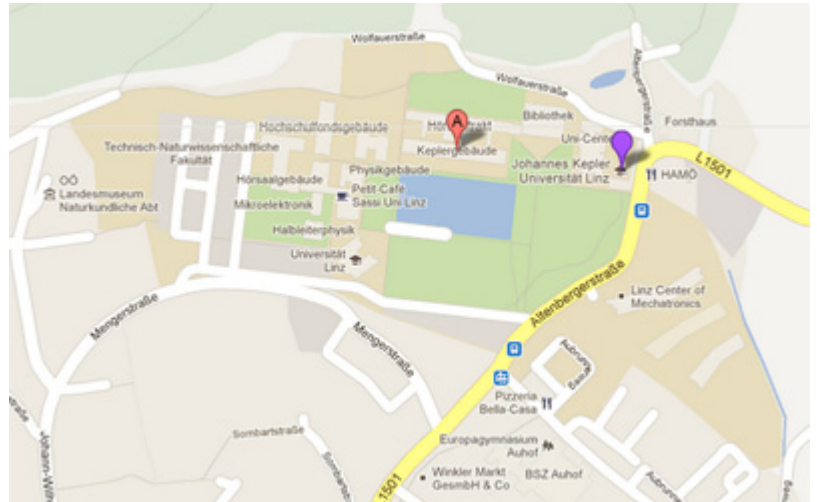 Wolfauerstraße
Wolfauerstraße
Altenbergerstraße
Bibliothek
Forsthaus
Hochschulfondsgebäude
A
Uni-Center
Technisch-Naturwissenschaftliche
Fakultät
Keplergebäude
Johannes Kepler
Universität Linz
HAMÖ
L1501
Physikgebäude
OÖ
Landesmuseum
Naturkundliche Abt
Hörsaalgebäude
Petit-Café
Sassi Uni Linz
Mikroelektronik
Halbleiterphysik
Universität
Linz
Linz Center of
Mechatronics
Altenbergerstraße
Mengerstraße
Mengerstraße
Pizzeria
Bella-Casa
Europagymnasium
Auhof
Sombartstraße
Winkler Markt
GesmbH & Co
BSZ Auhof
1501